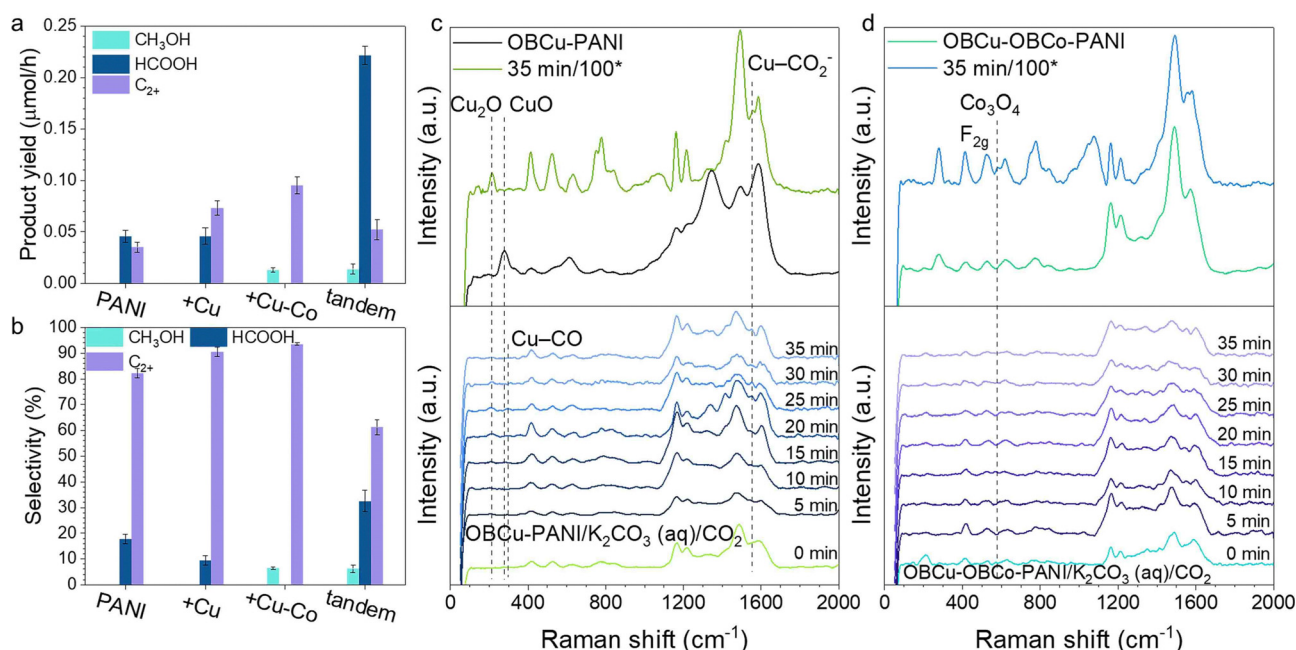 a
CH₃OH
HCOOH
C₂₊
Product yield (μmol/h)
0.25
0.20
0.15
0.10
0.05
0.00
PANI
+Cu
+Cu-Co
tandem
b
CH₃OH
HCOOH
C₂₊
Selectivity (%)
100
90
80
70
60
50
40
30
20
10
0
PANI
+Cu
+Cu-Co
tandem
c
OBCu-PANI
35 min/100*
Cu–CO₂⁻
Cu₂O
CuO
Intensity (a.u.)
Cu–CO
35 min
30 min
25 min
20 min
15 min
10 min
5 min
OBCu-PANI/K₂CO₃ (aq)/CO₂
0 min
Intensity (a.u.)
0 400 800 1200 1600 2000
Raman shift (cm⁻¹)
d
OBCu-OBCo-PANI
35 min/100*
Co₃O₄
F₂g
Intensity (a.u.)
35 min
30 min
25 min
20 min
15 min
10 min
5 min
0 min
OBCu-OBCo-PANI/K₂CO₃ (aq)/CO₂
Intensity (a.u.)
0 400 800 1200 1600 2000
Raman shift (cm⁻¹)